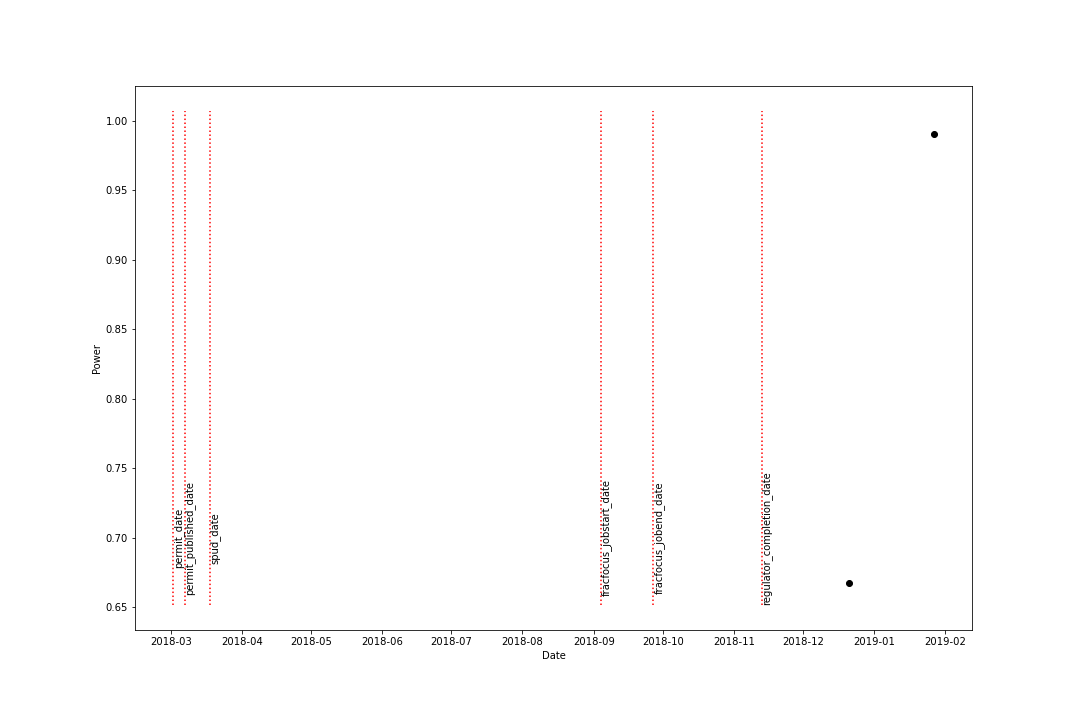 1.00
0.95
0.90
0.85
0.80
0.75
0.70
0.65
Power
permit_date
permit_published_date
spud_date
fracfocus_jobstart_date
fracfocus_jobend_date
regulator_completion_date
2018-03
2018-04
2018-05
2018-06
2018-07
2018-08
2018-09
2018-10
2018-11
2018-12
2019-01
2019-02
Date